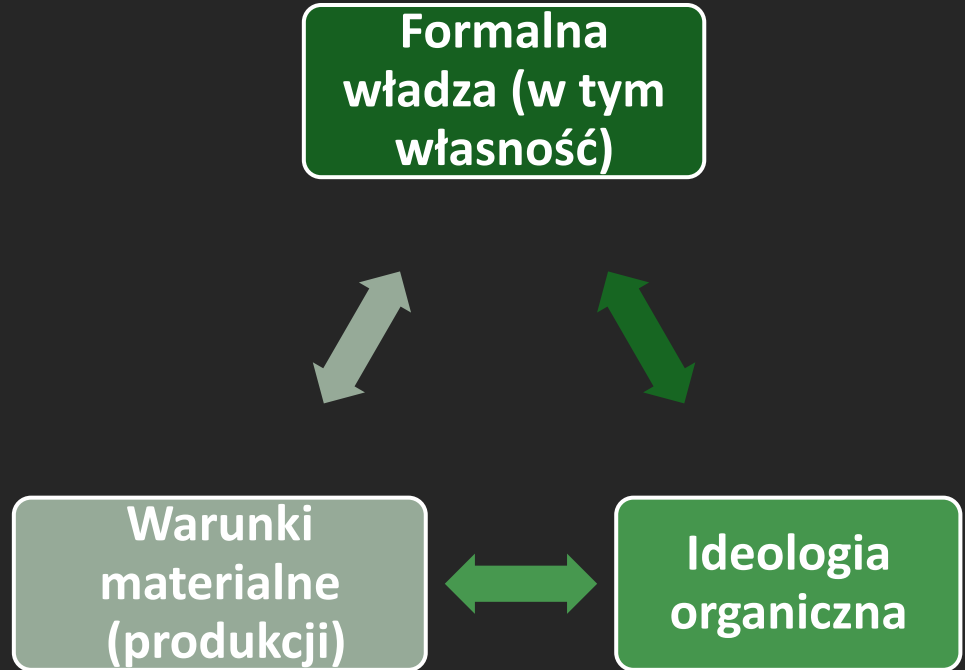 Formalna
władza (w tym
własność)
Warunki
materialne
(produkcji)
Ideologia
organiczna